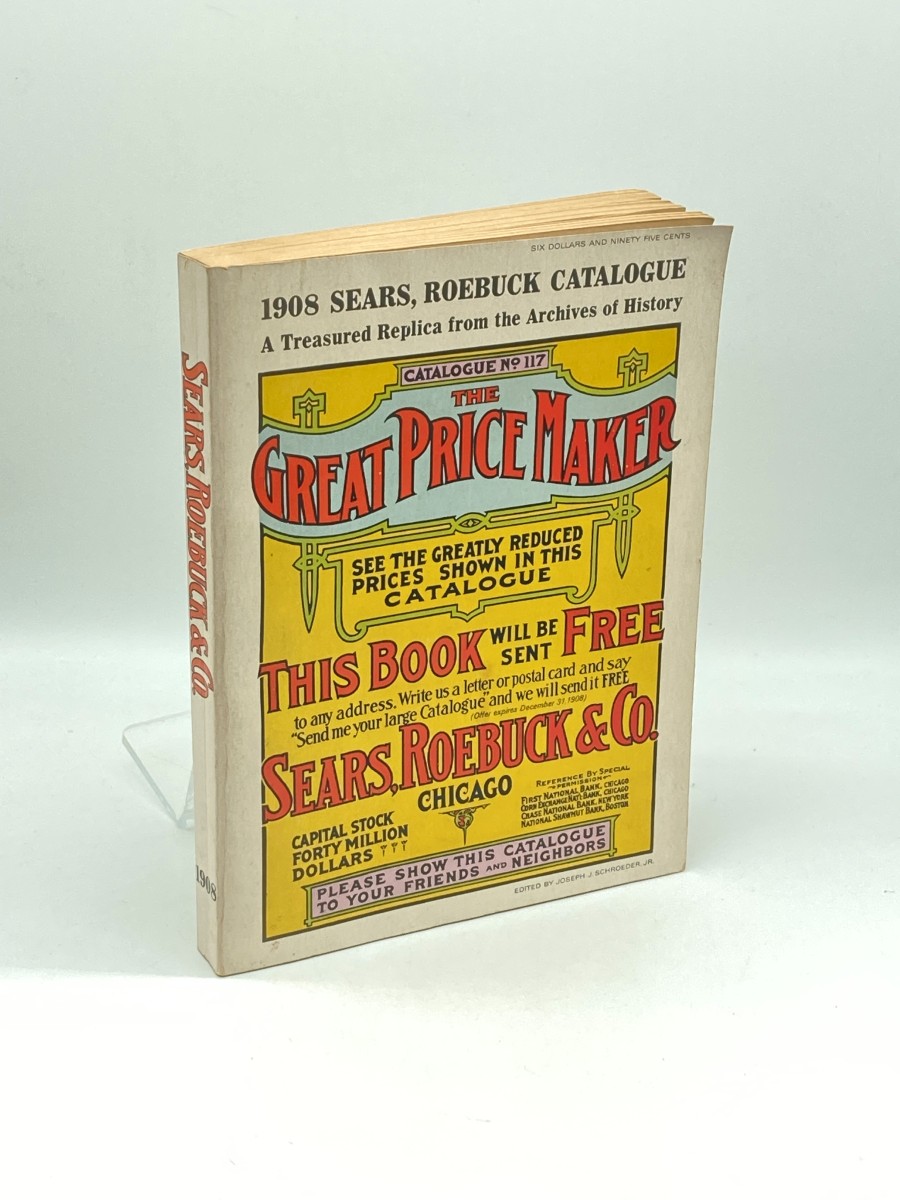 SIX DOLLARS AND NINETY FIVE CENTS
1908 SEARS, ROEBUCK CATALOGUE
A Treasured Replica from the Archives of History
CATALOGUE No 117
THE
GREAT PRICE MAKER
SEE THE GREATLY REDUCED
PRICES SHOWN IN THIS
CATALOGUE
THIS BOOK WILL BE SENT FREE
to any address. Write us a letter or postal card and say
"Send me your large Catalogue" and we will send it FREE
(Offer expires December 31 1908)
SEARS, ROEBUCK & CO.
CHICAGO
CAPITAL STOCK
FORTY MILLION
DOLLARS
REFERENCE BY SPECIAL
PERMISSION
FIRST NATIONAL BANK, CHICAGO
CORN EXCHANGE NAT'L BANK, CHICAGO
CHASE NATIONAL BANK, NEW YORK
NATIONAL SHAWMUT BANK, BOSTON
PLEASE SHOW THIS CATALOGUE
TO YOUR FRIENDS AND NEIGHBORS
EDITED BY JOSEPH J. SCHROEDER, JR.
SEARS, ROEBUCK & CO.
1908